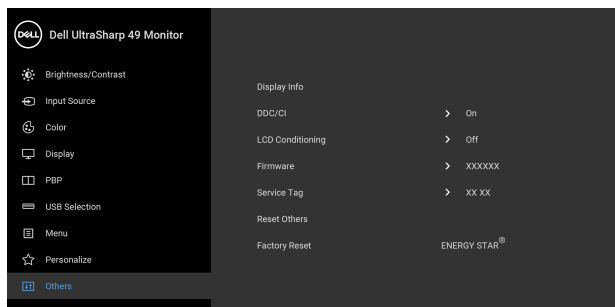 DELL Dell UltraSharp 49 Monitor
Brightness/Contrast
Input Source
Color
Display
PBP
USB Selection
Menu
Personalize
Others
Display Info
DDC/CI > On
LCD Conditioning > Off
Firmware > XXXXXX
Service Tag > XX XX
Reset Others
Factory Reset ENERGY STAR®